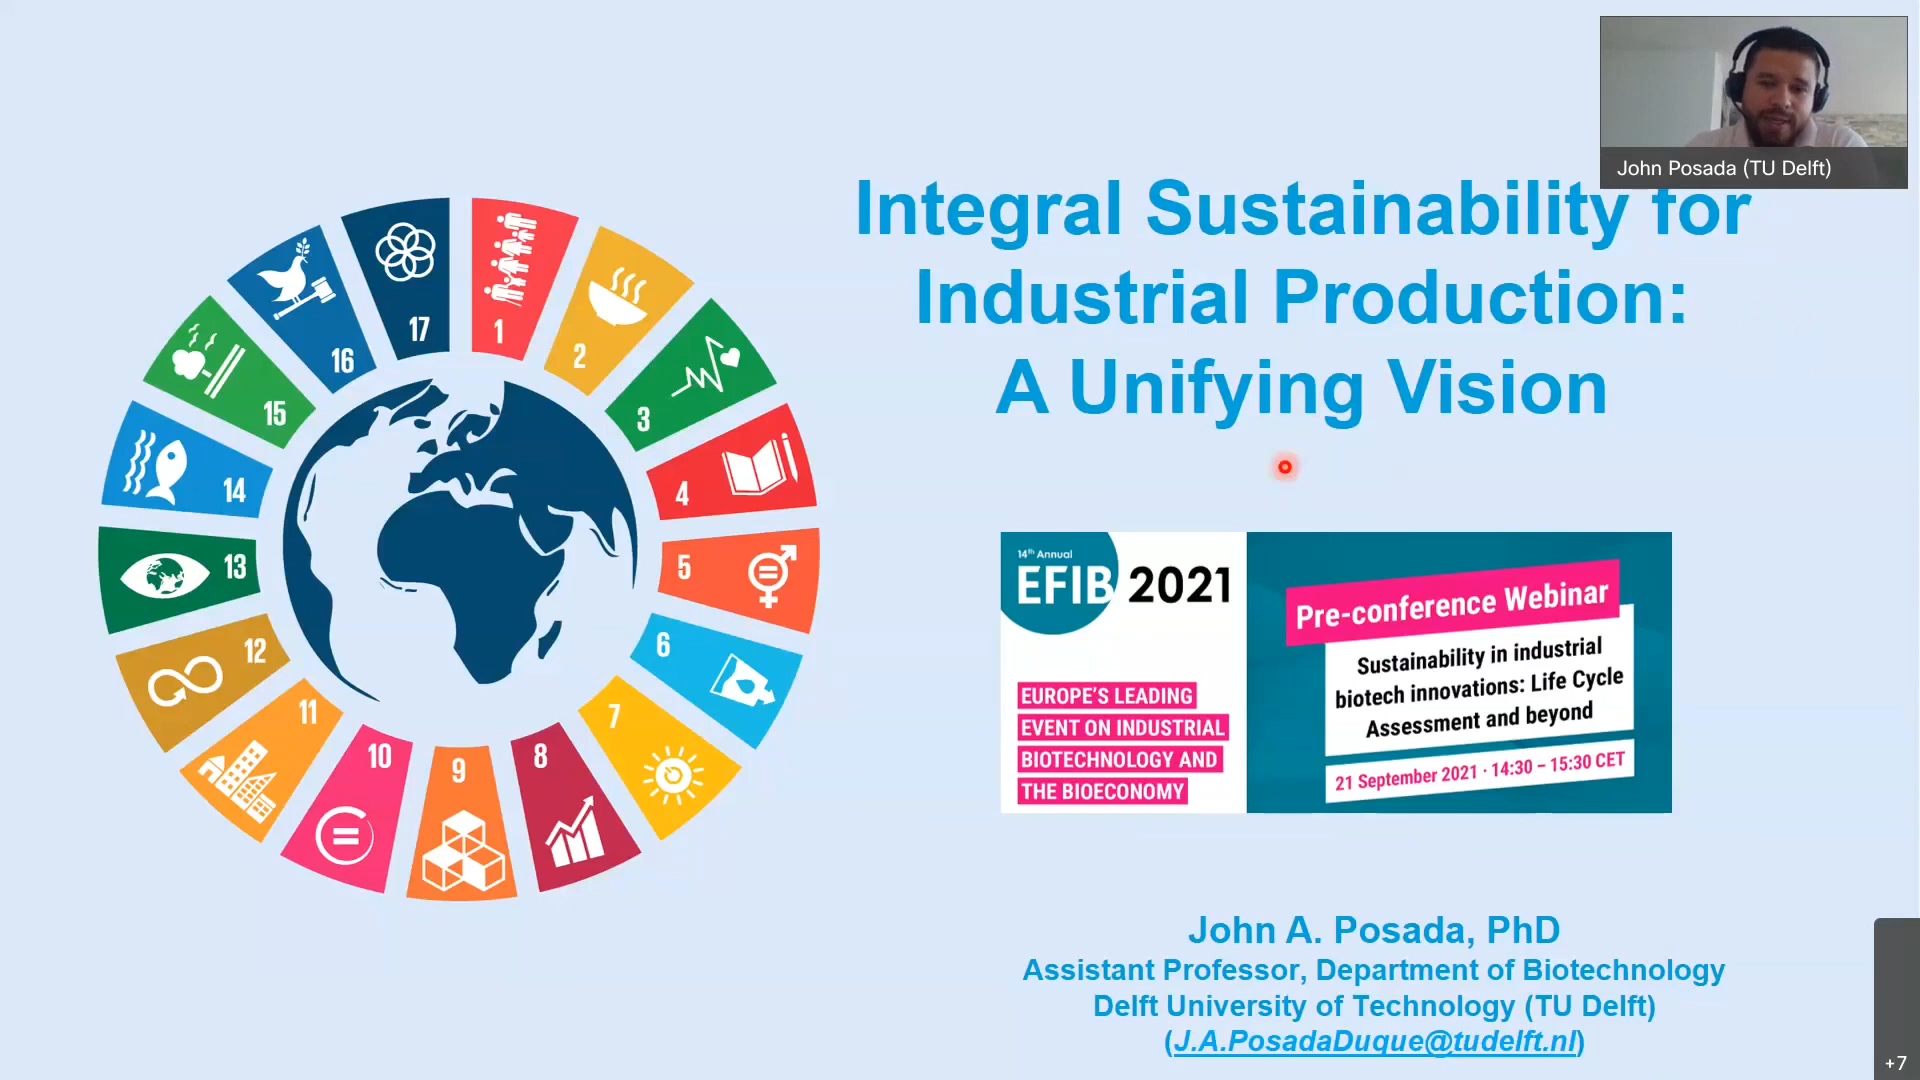 John Posada (TU Delft)
Integral Sustainability for
Industrial Production:
A Unifying Vision
17
1
2
3
4
5
6
7
8
9
10
11
12
13
14
15
16
14th Annual
EFIB 2021
EUROPE'S LEADING
EVENT ON INDUSTRIAL
BIOTECHNOLOGY AND
THE BIOECONOMY
Pre-conference Webinar
Sustainability in industrial
biotech innovations: Life Cycle
Assessment and beyond
21 September 2021 · 14:30 – 15:30 CET
John A. Posada, PhD
Assistant Professor, Department of Biotechnology
Delft University of Technology (TU Delft)
(J.A.PosadaDuque@tudelft.nl)
+7